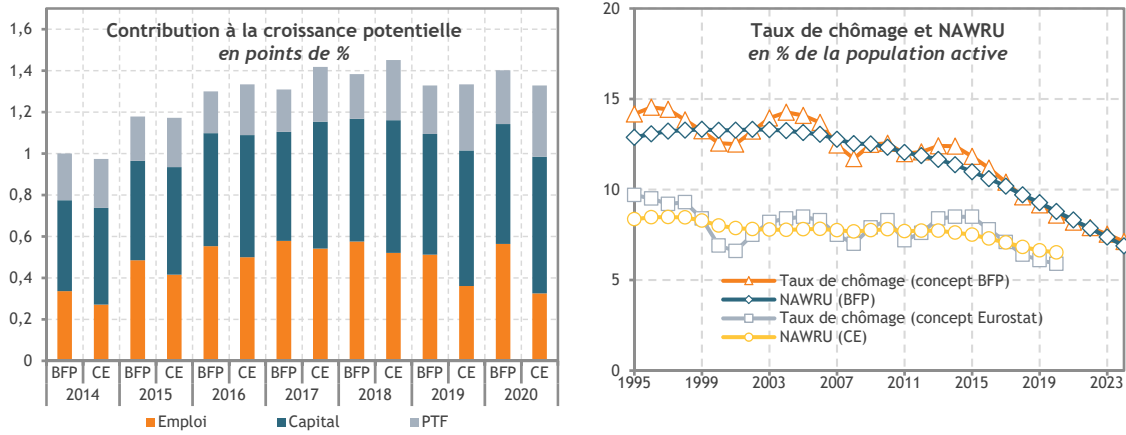 Contribution à la croissance potentielle
en points de %
1,6
1,4
1,2
1
0,8
0,6
0,4
0,2
0
BFP CE BFP CE BFP CE BFP CE BFP CE BFP CE BFP CE
2014 2015 2016 2017 2018 2019 2020
Emploi Capital PTF
Taux de chômage et NAWRU
en % de la population active
20
15
10
5
0
Taux de chômage (concept BFP)
NAWRU (BFP)
Taux de chômage (concept Eurostat)
NAWRU (CE)
1995 1999 2003 2007 2011 2015 2019 2023